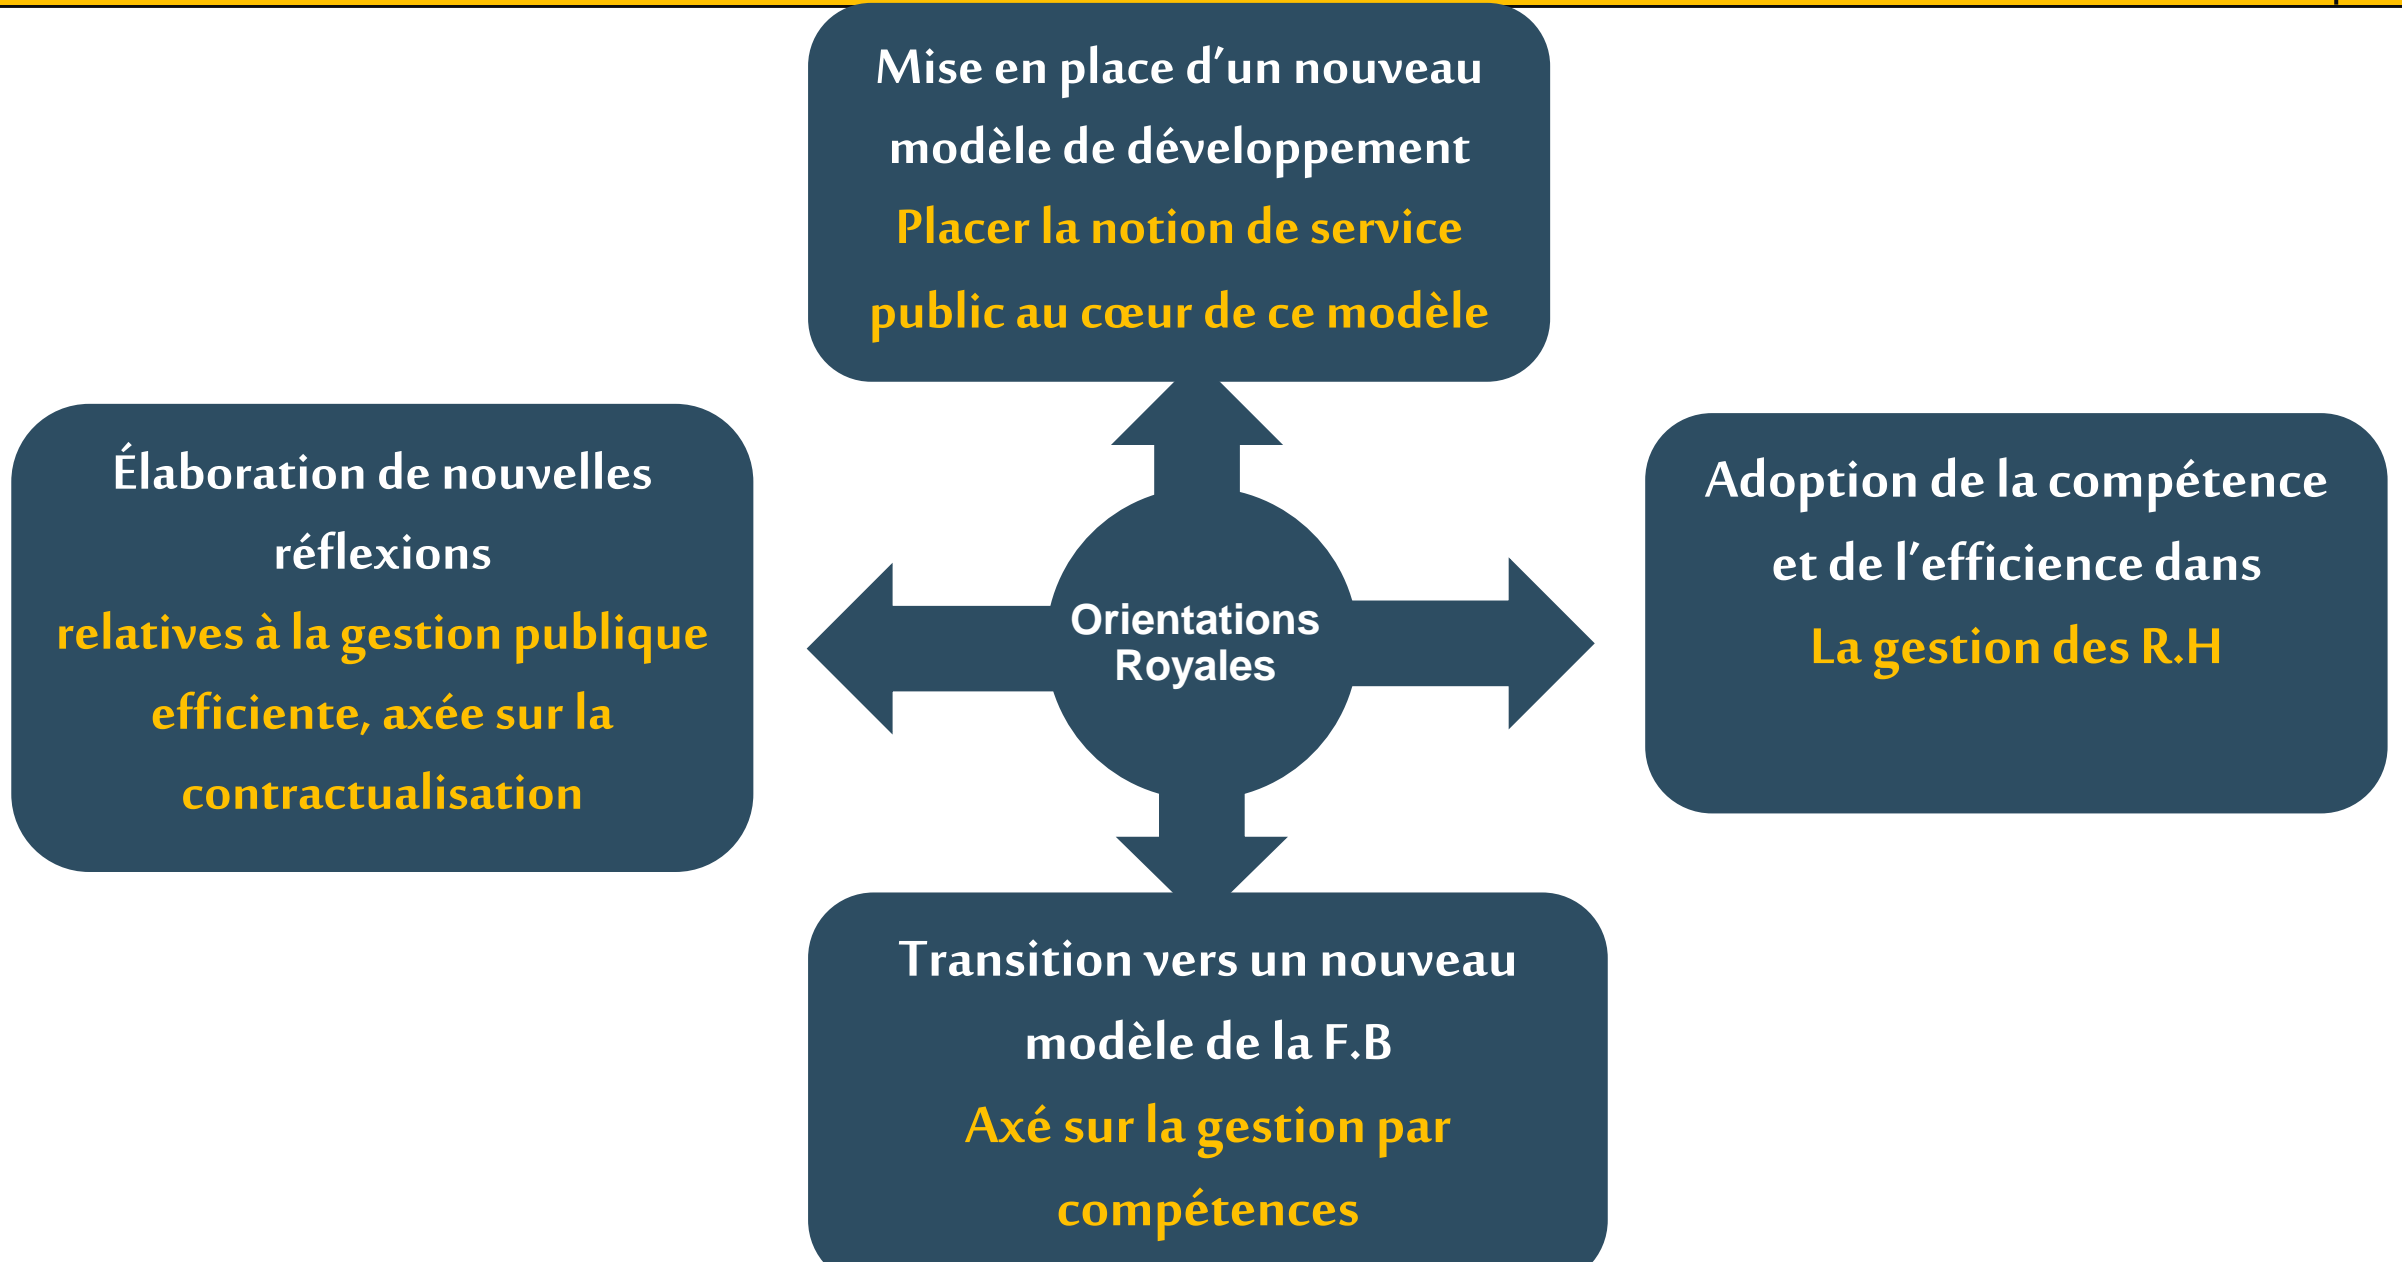 Mise en place d’un nouveau
modèle de développement
Placer la notion de service
public au cœur de ce modèle
Élaboration de nouvelles
réflexions
relatives à la gestion publique
efficiente, axée sur la
contractualisation
Orientations
Royales
Adoption de la compétence
et de l’efficience dans
La gestion des R.H
Transition vers un nouveau
modèle de la F.B
Axé sur la gestion par
compétences